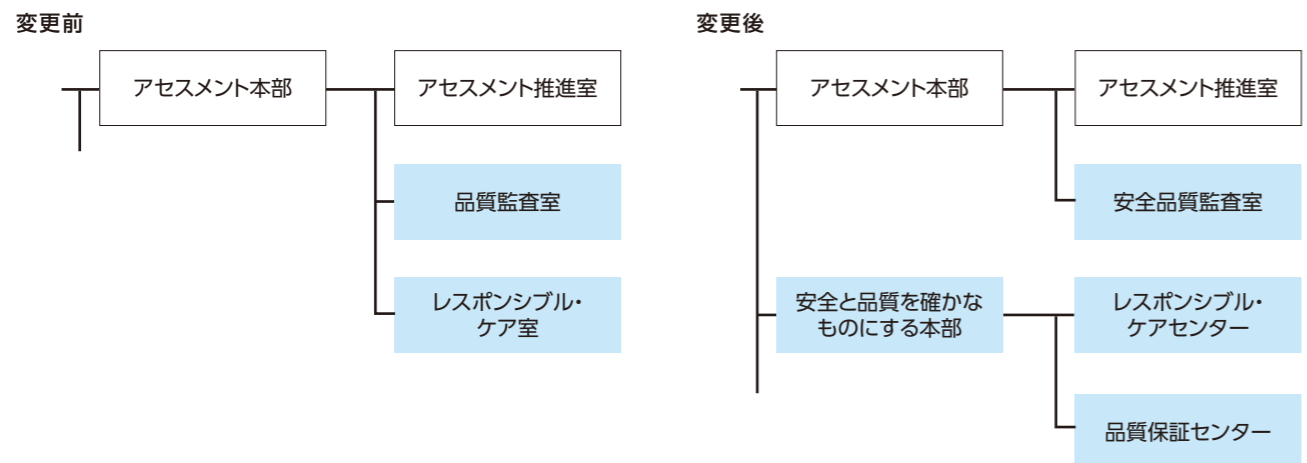 変更前
アセスメント本部
アセスメント推進室
品質監査室
レスポンシブル・
ケア室
変更後
アセスメント本部
アセスメント推進室
安全品質監査室
安全と品質を確かな
ものにする本部
レスポンシブル・
ケアセンター
品質保証センター